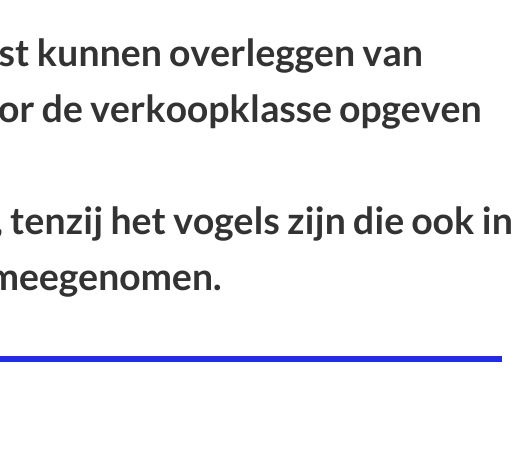 st kunnen overleggen van
or de verkoopklasse opgeven
, tenzij het vogels zijn die ook in
meegenomen.